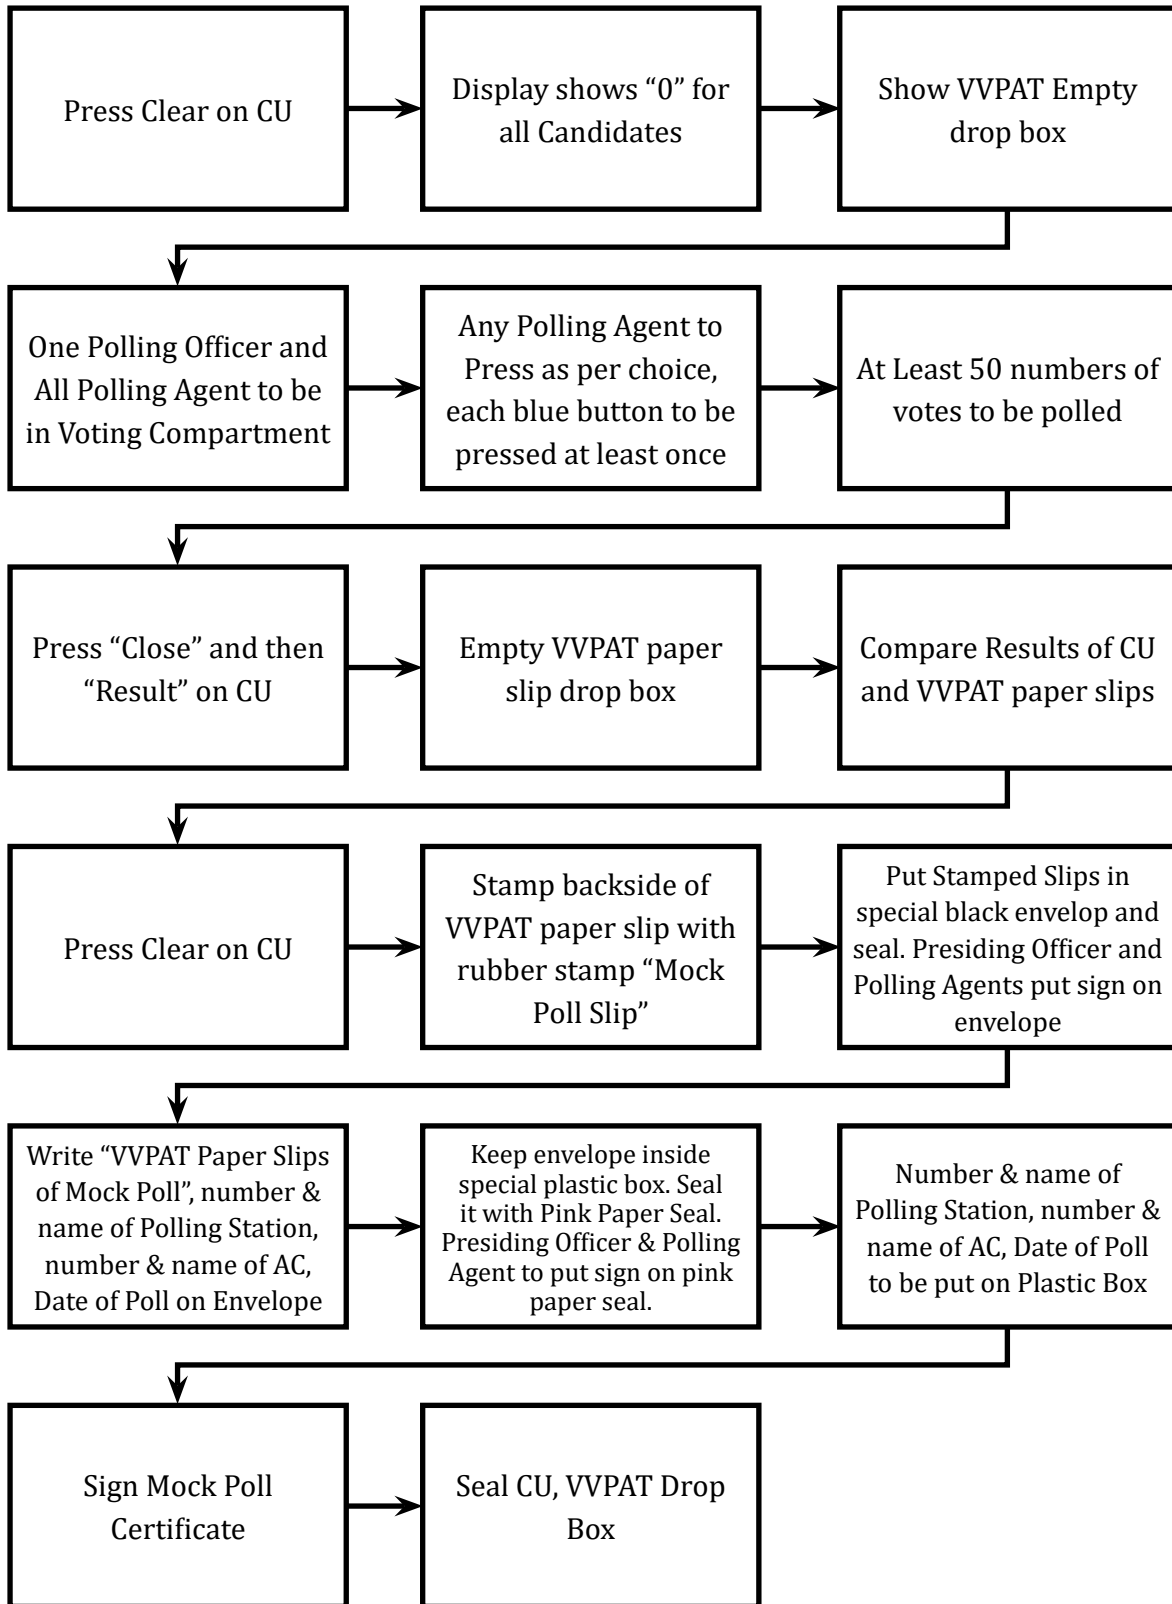 Press Clear on CU
Display shows “0” for
all Candidates
Show VVPAT Empty
drop box
One Polling Officer and
All Polling Agent to be
in Voting Compartment
Any Polling Agent to
Press as per choice,
each blue button to be
pressed at least once
At Least 50 numbers of
votes to be polled
Press “Close” and then
“Result” on CU
Empty VVPAT paper
slip drop box
Compare Results of CU
and VVPAT paper slips
Press Clear on CU
Stamp backside of
VVPAT paper slip with
rubber stamp “Mock
Poll Slip”
Put Stamped Slips in
special black envelop and
seal. Presiding Officer and
Polling Agents put sign on
envelope
Write “VVPAT Paper Slips
of Mock Poll”, number &
name of Polling Station,
number & name of AC,
Date of Poll on Envelope
Keep envelope inside
special plastic box. Seal
it with Pink Paper Seal.
Presiding Officer & Polling
Agent to put sign on pink
paper seal.
Number & name of
Polling Station, number &
name of AC, Date of Poll
to be put on Plastic Box
Sign Mock Poll
Certificate
Seal CU, VVPAT Drop
Box